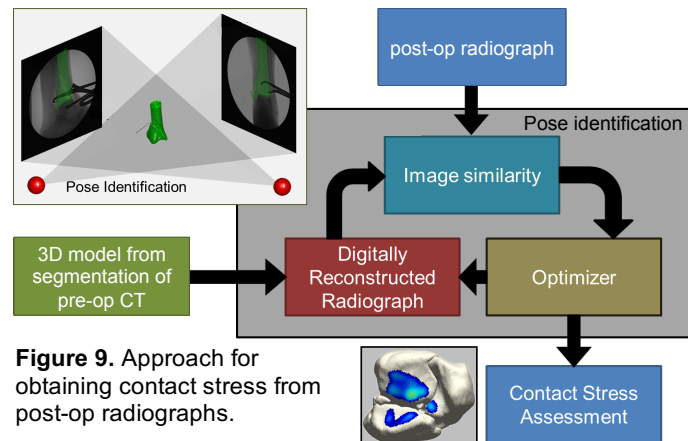 post-op radiograph
Pose identification
Pose Identification
Image similarity
3D model from
segmentation of
pre-op CT
Digitally
Reconstructed
Radiograph
Optimizer
Contact Stress
Assessment
Figure 9. Approach for
obtaining contact stress from
post-op radiographs.